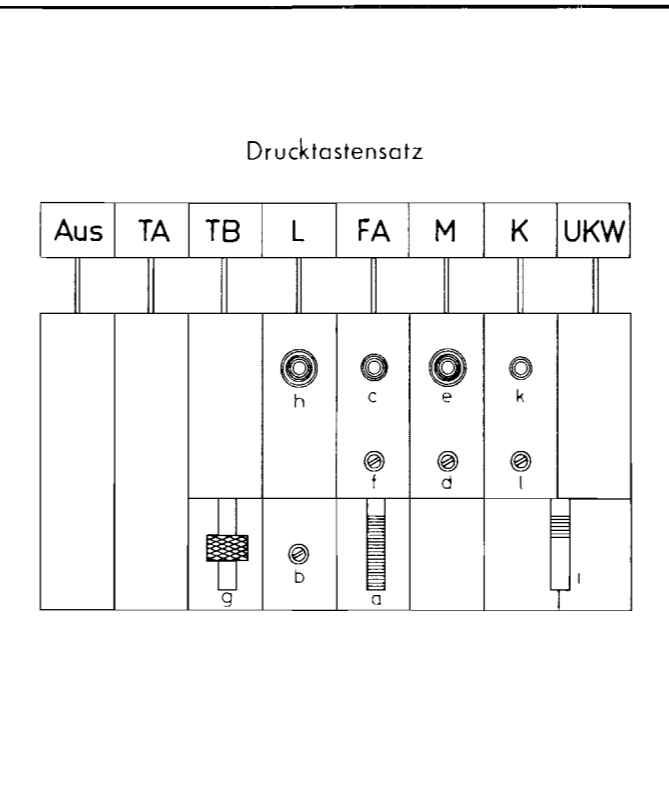 Drucktastensatz
Aus TA TB L FA M K UKW
h c e k
f d l
b
g a i